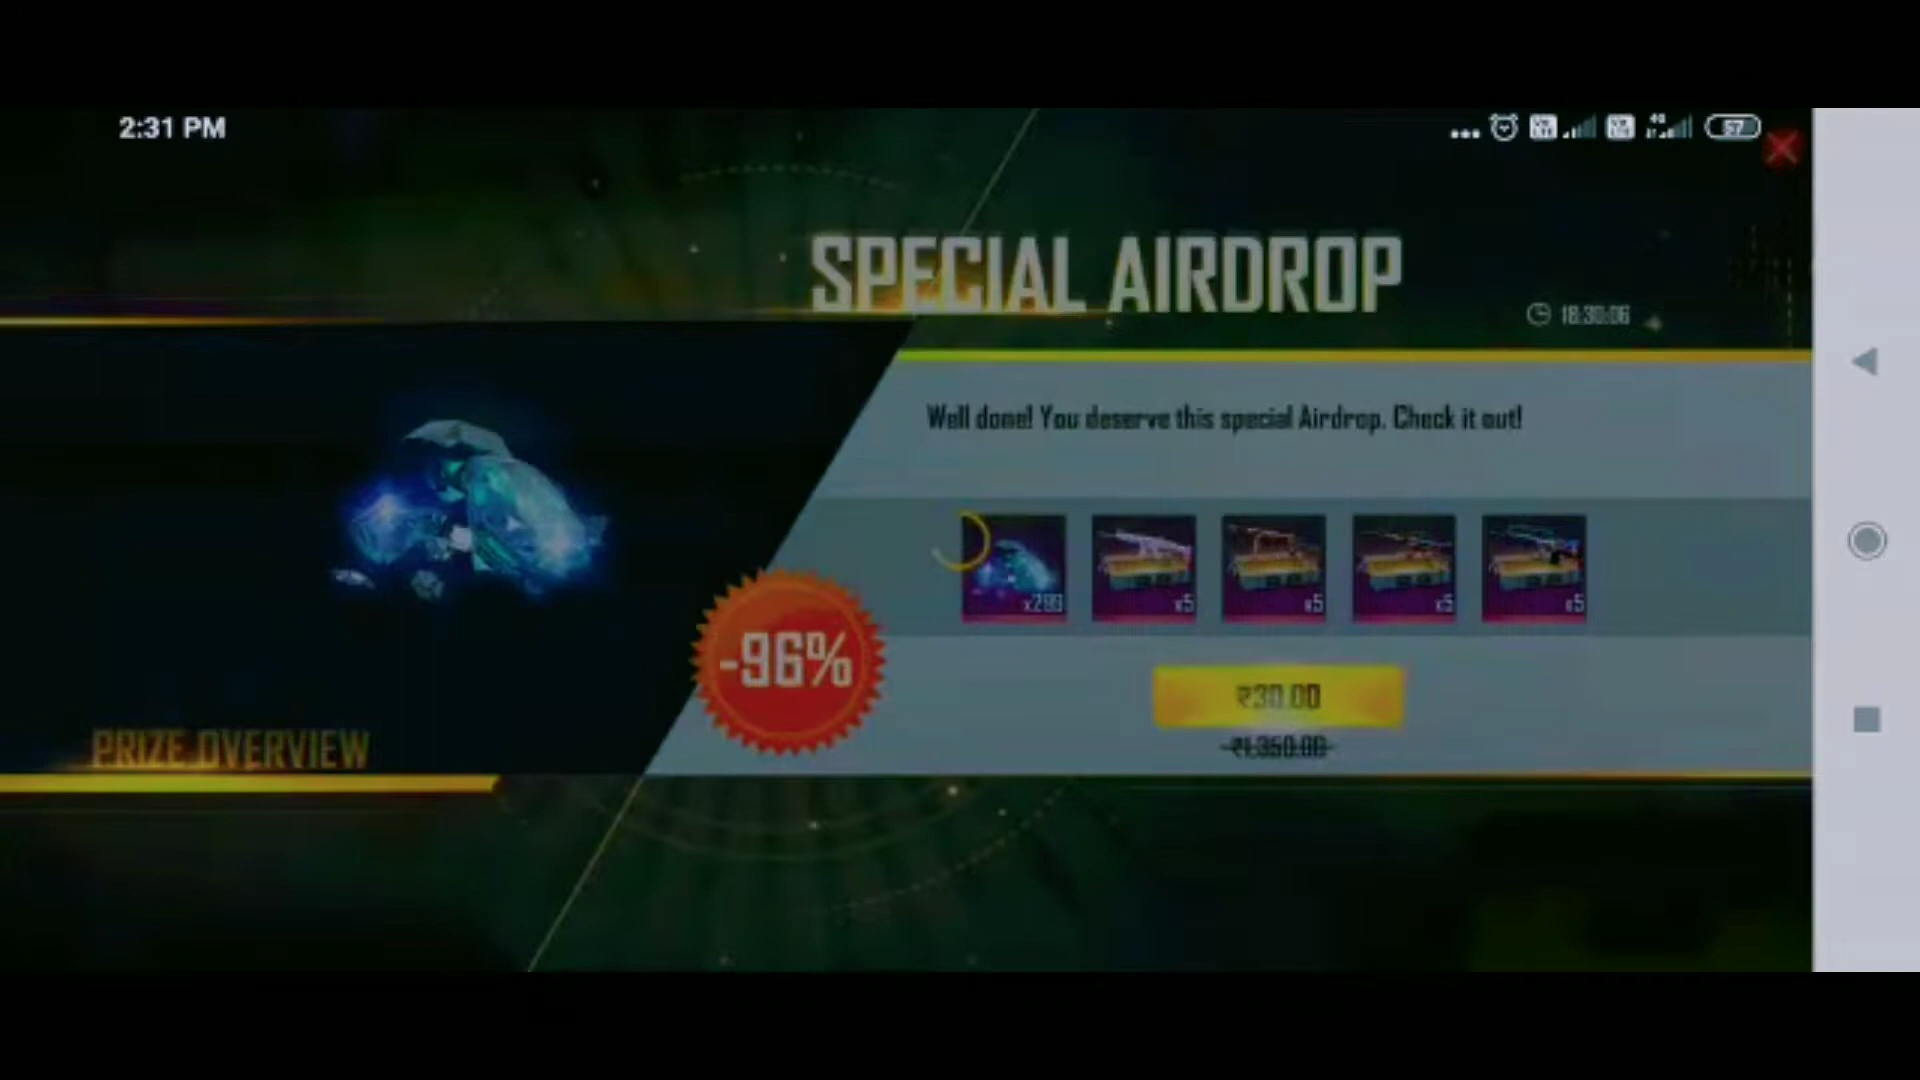 2:31 PM
57
SPECIAL AIRDROP
18:30:06
Well done! You deserve this special Airdrop. Check it out!
x5
x5
x5
x5
-96%
₹30.00
₹1,350.00
PRIZE OVERVIEW